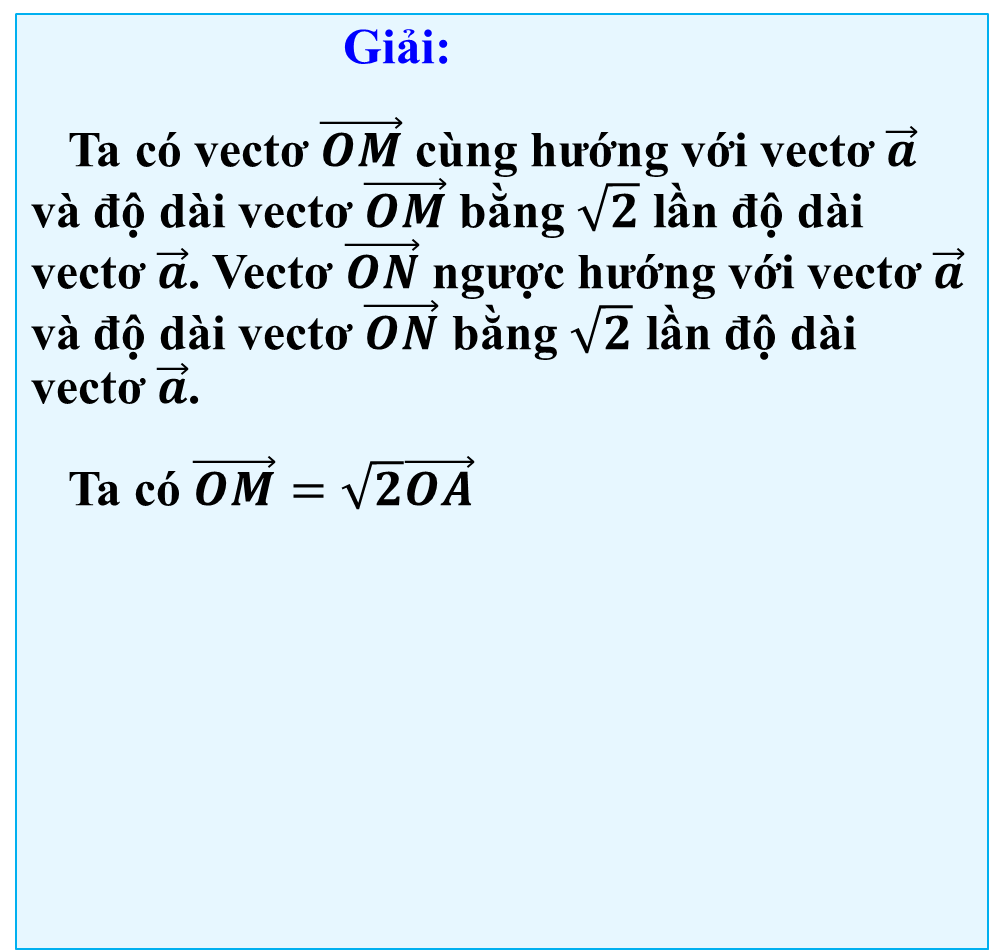 Giải:
Ta có vectơ $\overrightarrow{OM}$ cùng hướng với vectơ $\vec{a}$
và độ dài vectơ $\overrightarrow{OM}$ bằng $\sqrt{2}$ lần độ dài
vectơ $\vec{a}$. Vectơ $\overrightarrow{ON}$ ngược hướng với vectơ $\vec{a}$
và độ dài vectơ $\overrightarrow{ON}$ bằng $\sqrt{2}$ lần độ dài
vectơ $\vec{a}$.
Ta có $\overrightarrow{OM} = \sqrt{2}\overrightarrow{OA}$